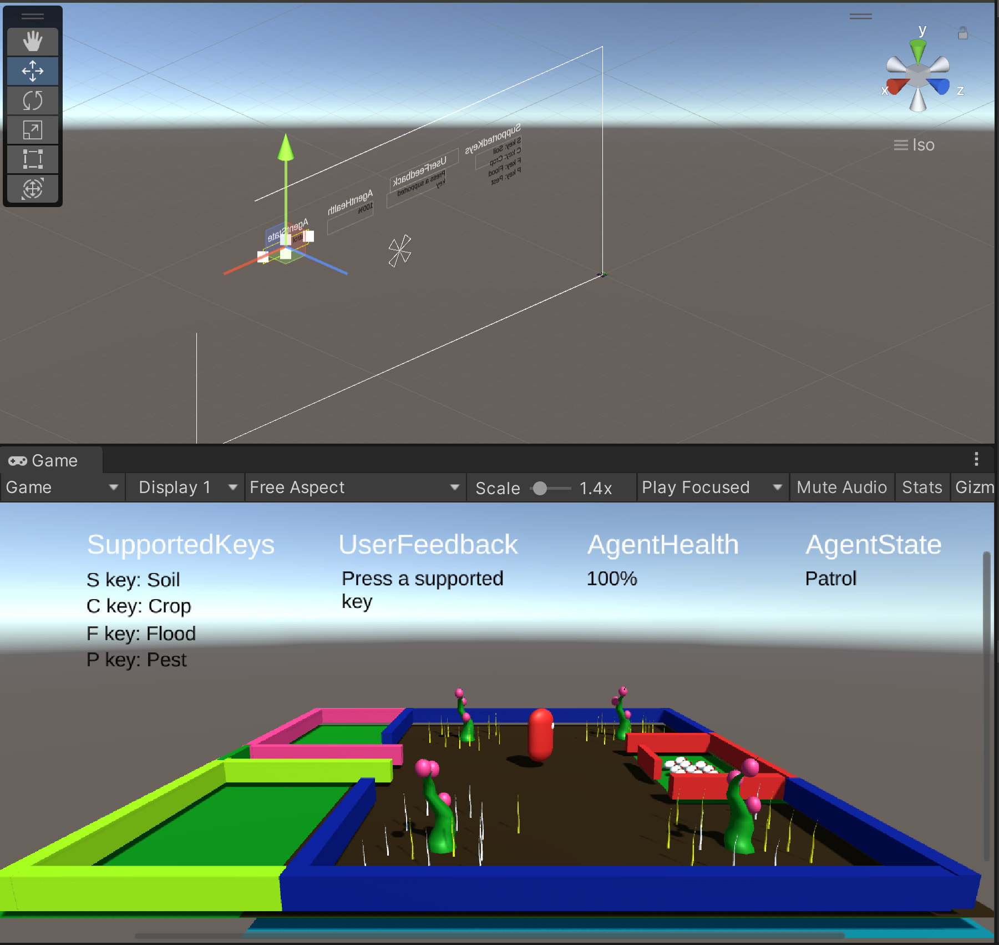 y
x
z
Iso
SupportedKeys
S key: Soil
C key: Crop
F key: Flood
P key: Pest
UserFeedback
Press a supported
key
AgentHealth
100%
AgentState
trol
Game
Game
Display 1
Free Aspect
Scale
1.4x
Play Focused
Mute Audio
Stats
Gizm
SupportedKeys
UserFeedback
AgentHealth
AgentState
S key: Soil
Press a supported
key
100%
Patrol
C key: Crop
F key: Flood
P key: Pest